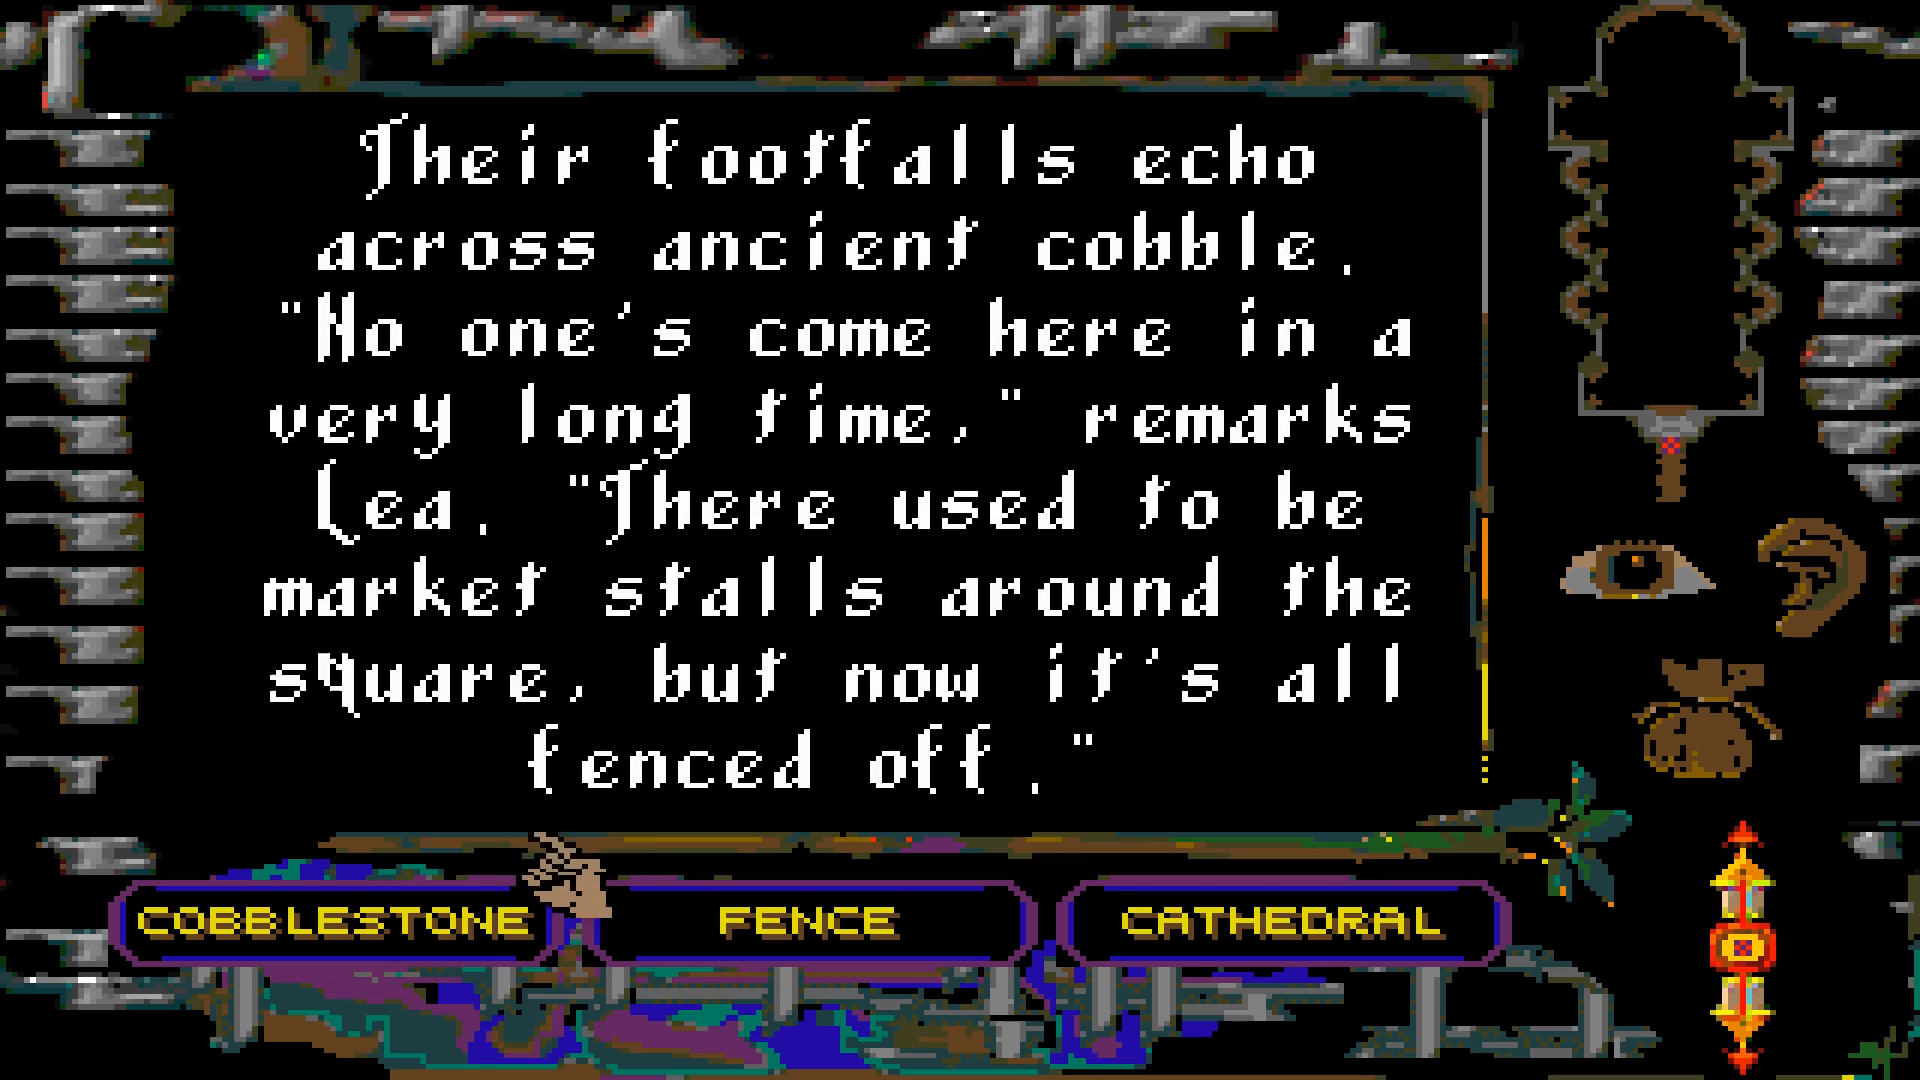 Their footfalls echo
across ancient cobble.
"No one's come here in a
very long time," remarks
Lea. "There used to be
market stalls around the
square, but now it's all
fenced off."
COBBLESTONE
FENCE
CATHEDRAL